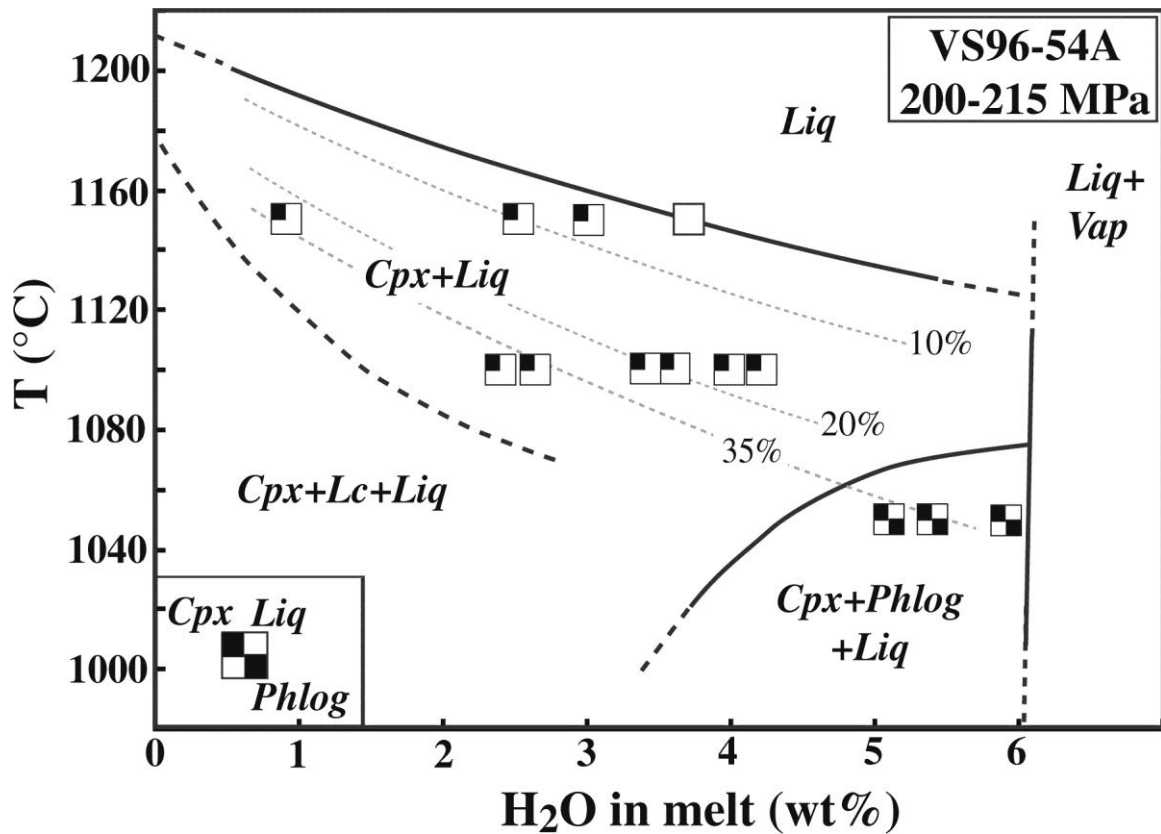 VS96-54A
200-215 MPa
Liq
Liq+
Vap
Cpx+Liq
10%
20%
35%
Cpx+Lc+Liq
Cpx+Phlog
+Liq
Cpx Liq
Phlog
T (°C)
1200
1160
1120
1080
1040
1000
0 1 2 3 4 5 6
H₂O in melt (wt%)